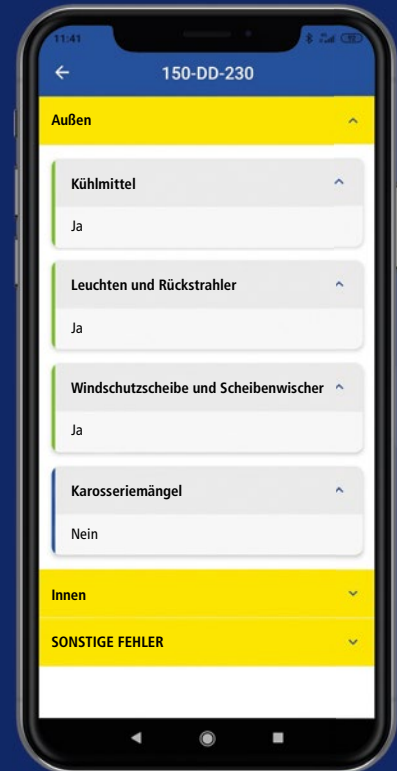 11:41
150-DD-230
Außen
Kühlmittel
Ja
Leuchten und Rückstrahler
Ja
Windschutzscheibe und Scheibenwischer
Ja
Karosseriemängel
Nein
Innen
SONSTIGE FEHLER